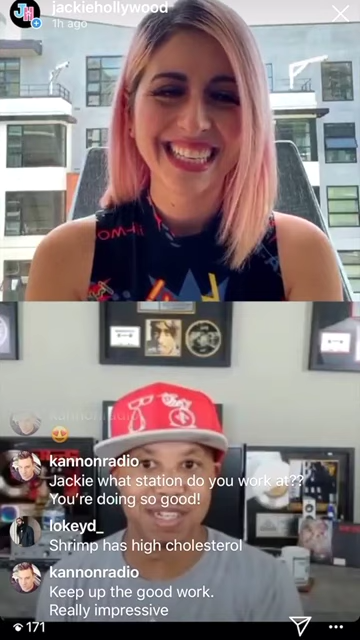 jackiehollywood
1h ago
kannonradio
Jackie what station do you work at??
You're doing so good!
lokeyd_
Shrimp has high cholesterol
kannonradio
Keep up the good work.
Really impressive
171